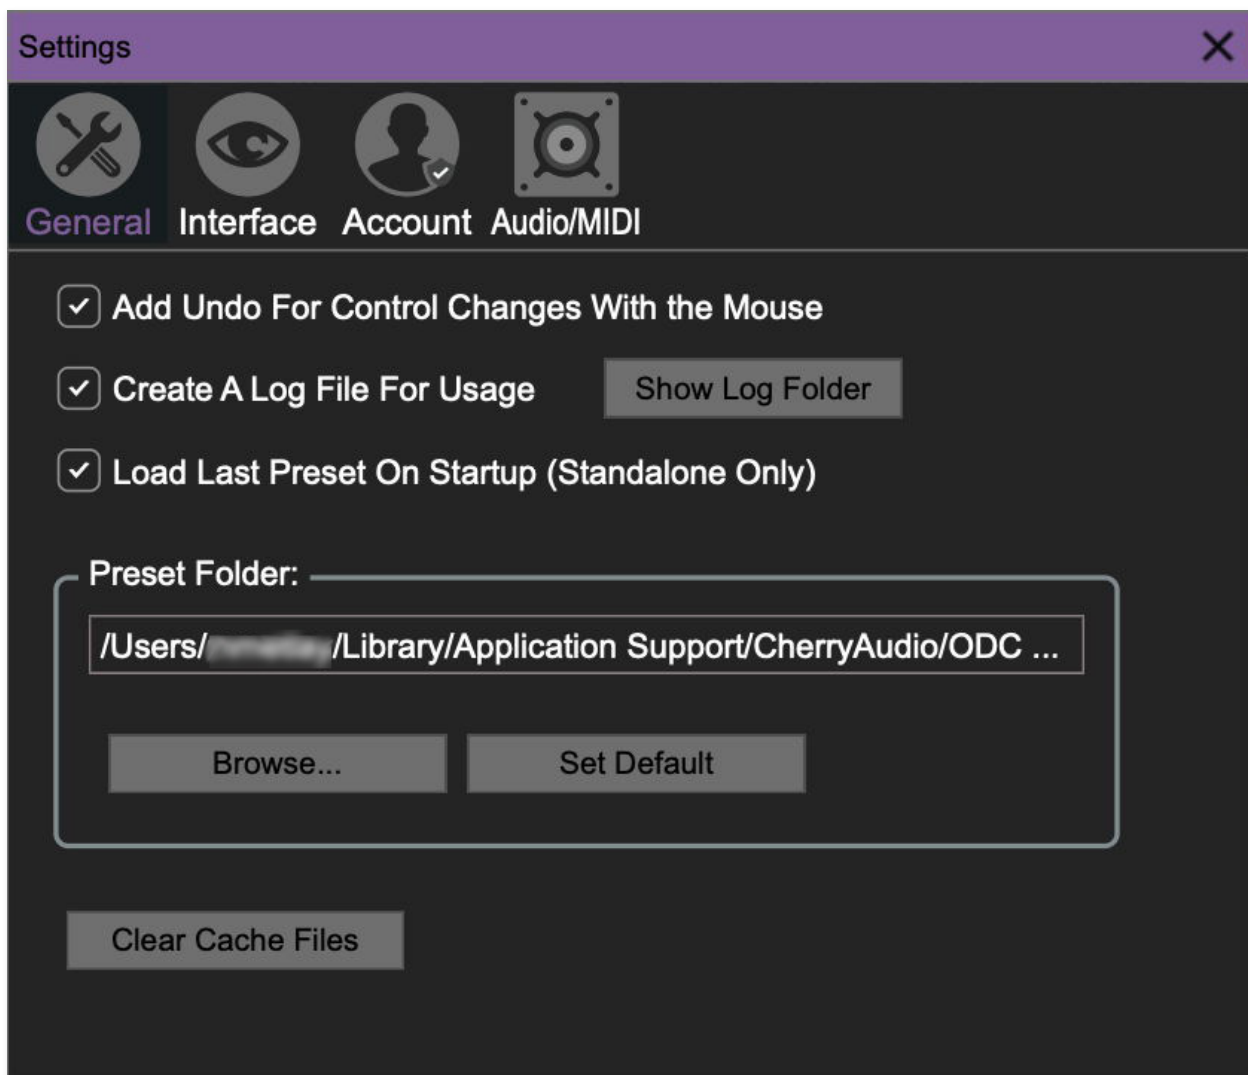 Settings
General Interface Account Audio/MIDI
Add Undo For Control Changes With the Mouse
Create A Log File For Usage Show Log Folder
Load Last Preset On Startup (Standalone Only)
Preset Folder:
/Users/ /Library/Application Support/CherryAudio/ODC ...
Browse... Set Default
Clear Cache Files